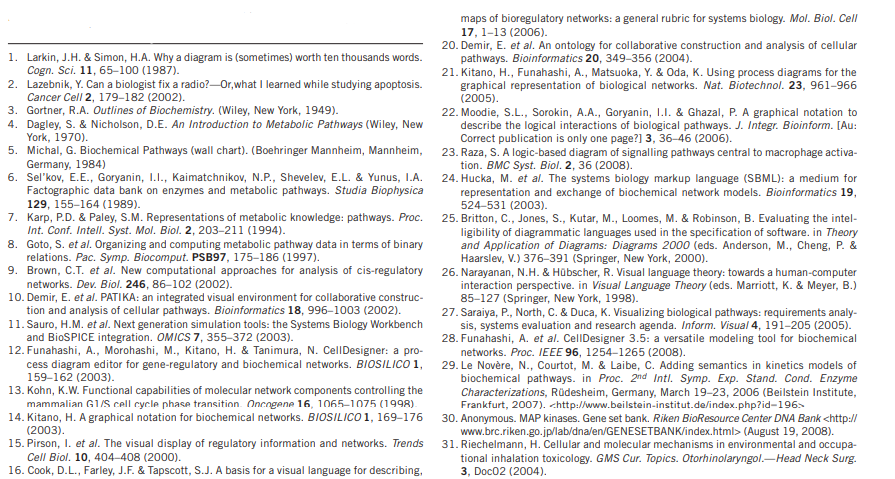 1. Larkin, J.H. & Simon, H.A. Why a diagram is (sometimes) worth ten thousands words.
Cogn. Sci. 11, 65–100 (1987).
2. Lazebnik, Y. Can a biologist fix a radio?—Or,what I learned while studying apoptosis.
Cancer Cell 2, 179–182 (2002).
3. Gortner, R.A. Outlines of Biochemistry. (Wiley, New York, 1949).
4. Dagley, S. & Nicholson, D.E. An Introduction to Metabolic Pathways (Wiley, New
York, 1970).
5. Michal, G. Biochemical Pathways (wall chart). (Boehringer Mannheim, Mannheim,
Germany, 1984)
6. Sel'kov, E.E., Goryanin, I.I., Kaimatchnikov, N.P., Shevelev, E.L. & Yunus, I.A.
Factographic data bank on enzymes and metabolic pathways. Studia Biophysica
129, 155–164 (1989).
7. Karp, P.D. & Paley, S.M. Representations of metabolic knowledge: pathways. Proc.
Int. Conf. Intell. Syst. Mol. Biol. 2, 203–211 (1994).
8. Goto, S. et al. Organizing and computing metabolic pathway data in terms of binary
relations. Pac. Symp. Biocomput. PSB97, 175–186 (1997).
9. Brown, C.T. et al. New computational approaches for analysis of cis-regulatory
networks. Dev. Biol. 246, 86–102 (2002).
10. Demir, E. et al. PATIKA: an integrated visual environment for collaborative construc-
tion and analysis of cellular pathways. Bioinformatics 18, 996–1003 (2002).
11. Sauro, H.M. et al. Next generation simulation tools: the Systems Biology Workbench
and BioSPICE integration. OMICS 7, 355–372 (2003).
12. Funahashi, A., Morohashi, M., Kitano, H. & Tanimura, N. CellDesigner: a pro-
cess diagram editor for gene-regulatory and biochemical networks. BIOSILICO 1,
159–162 (2003).
13. Kohn, K.W. Functional capabilities of molecular network components controlling the
mammalian G1/S cell cycle phase transition. Oncogene 16, 1065–1075 (1998).
14. Kitano, H. A graphical notation for biochemical networks. BIOSILICO 1, 169–176
(2003).
15. Pirson, I. et al. The visual display of regulatory information and networks. Trends
Cell Biol. 10, 404–408 (2000).
16. Cook, D.L., Farley, J.F. & Tapscott, S.J. A basis for a visual language for describing,
maps of bioregulatory networks: a general rubric for systems biology. Mol. Biol. Cell
17, 1–13 (2006).
20. Demir, E. et al. An ontology for collaborative construction and analysis of cellular
pathways. Bioinformatics 20, 349–356 (2004).
21. Kitano, H., Funahashi, A., Matsuoka, Y. & Oda, K. Using process diagrams for the
graphical representation of biological networks. Nat. Biotechnol. 23, 961–966
(2005).
22. Moodie, S.L., Sorokin, A.A., Goryanin, I.I. & Ghazal, P. A graphical notation to
describe the logical interactions of biological pathways. J. Integr. Bioinform. [Au:
Correct publication is only one page?] 3, 36–46 (2006).
23. Raza, S. A logic-based diagram of signalling pathways central to macrophage activa-
tion. BMC Syst. Biol. 2, 36 (2008).
24. Hucka, M. et al. The systems biology markup language (SBML): a medium for
representation and exchange of biochemical network models. Bioinformatics 19,
524–531 (2003).
25. Britton, C., Jones, S., Kutar, M., Loomes, M. & Robinson, B. Evaluating the intel-
ligibility of diagrammatic languages used in the specification of software. in Theory
and Application of Diagrams: Diagrams 2000 (eds. Anderson, M., Cheng, P. &
Haarslev, V.) 376–391 (Springer, New York, 2000).
26. Narayanan, N.H. & Hübscher, R. Visual language theory: towards a human-computer
interaction perspective. in Visual Language Theory (eds. Marriott, K. & Meyer, B.)
85–127 (Springer, New York, 1998).
27. Saraiya, P., North, C. & Duca, K. Visualizing biological pathways: requirements analy-
sis, systems evaluation and research agenda. Inform. Visual 4, 191–205 (2005).
28. Funahashi, A. et al. CellDesigner 3.5: a versatile modeling tool for biochemical
networks. Proc. IEEE 96, 1254–1265 (2008).
29. Le Novère, N., Courtot, M. & Laibe, C. Adding semantics in kinetics models of
biochemical pathways. in Proc. 2nd Intl. Symp. Exp. Stand. Cond. Enzyme
Characterizations, Rüdesheim, Germany, March 19–23, 2006 (Beilstein Institute,
Frankfurt, 2007). <http://www.beilstein-institut.de/index.php?id=196>
30. Anonymous. MAP kinases. Gene set bank. Riken BioResource Center DNA Bank <http://
www.brc.riken.go.jp/lab/dna/en/GENESETBANK/index.html> (August 19, 2008).
31. Riechelmann, H. Cellular and molecular mechanisms in environmental and occupa-
tional inhalation toxicology. GMS Cur. Topics. Otorhinolaryngol.—Head Neck Surg.
3, Doc02 (2004).